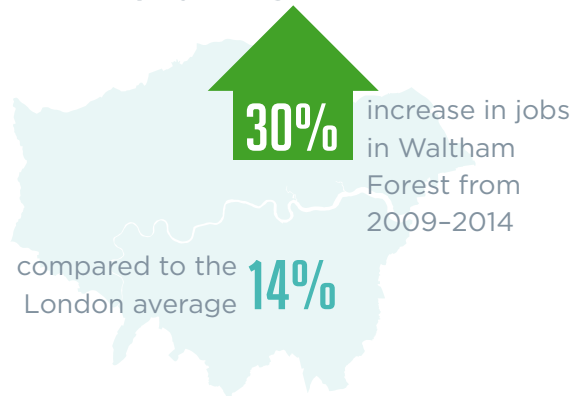 30%
increase in jobs
in Waltham
Forest from
2009–2014
compared to the
London average
14%